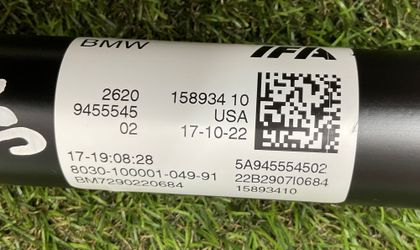 BMW IFA
2620 158934 10
9455545 USA
02 17-10-22
17-19:08:28 5A945554502
8030-100001-049-91 22B2907I0684
BM7290220684 15893410